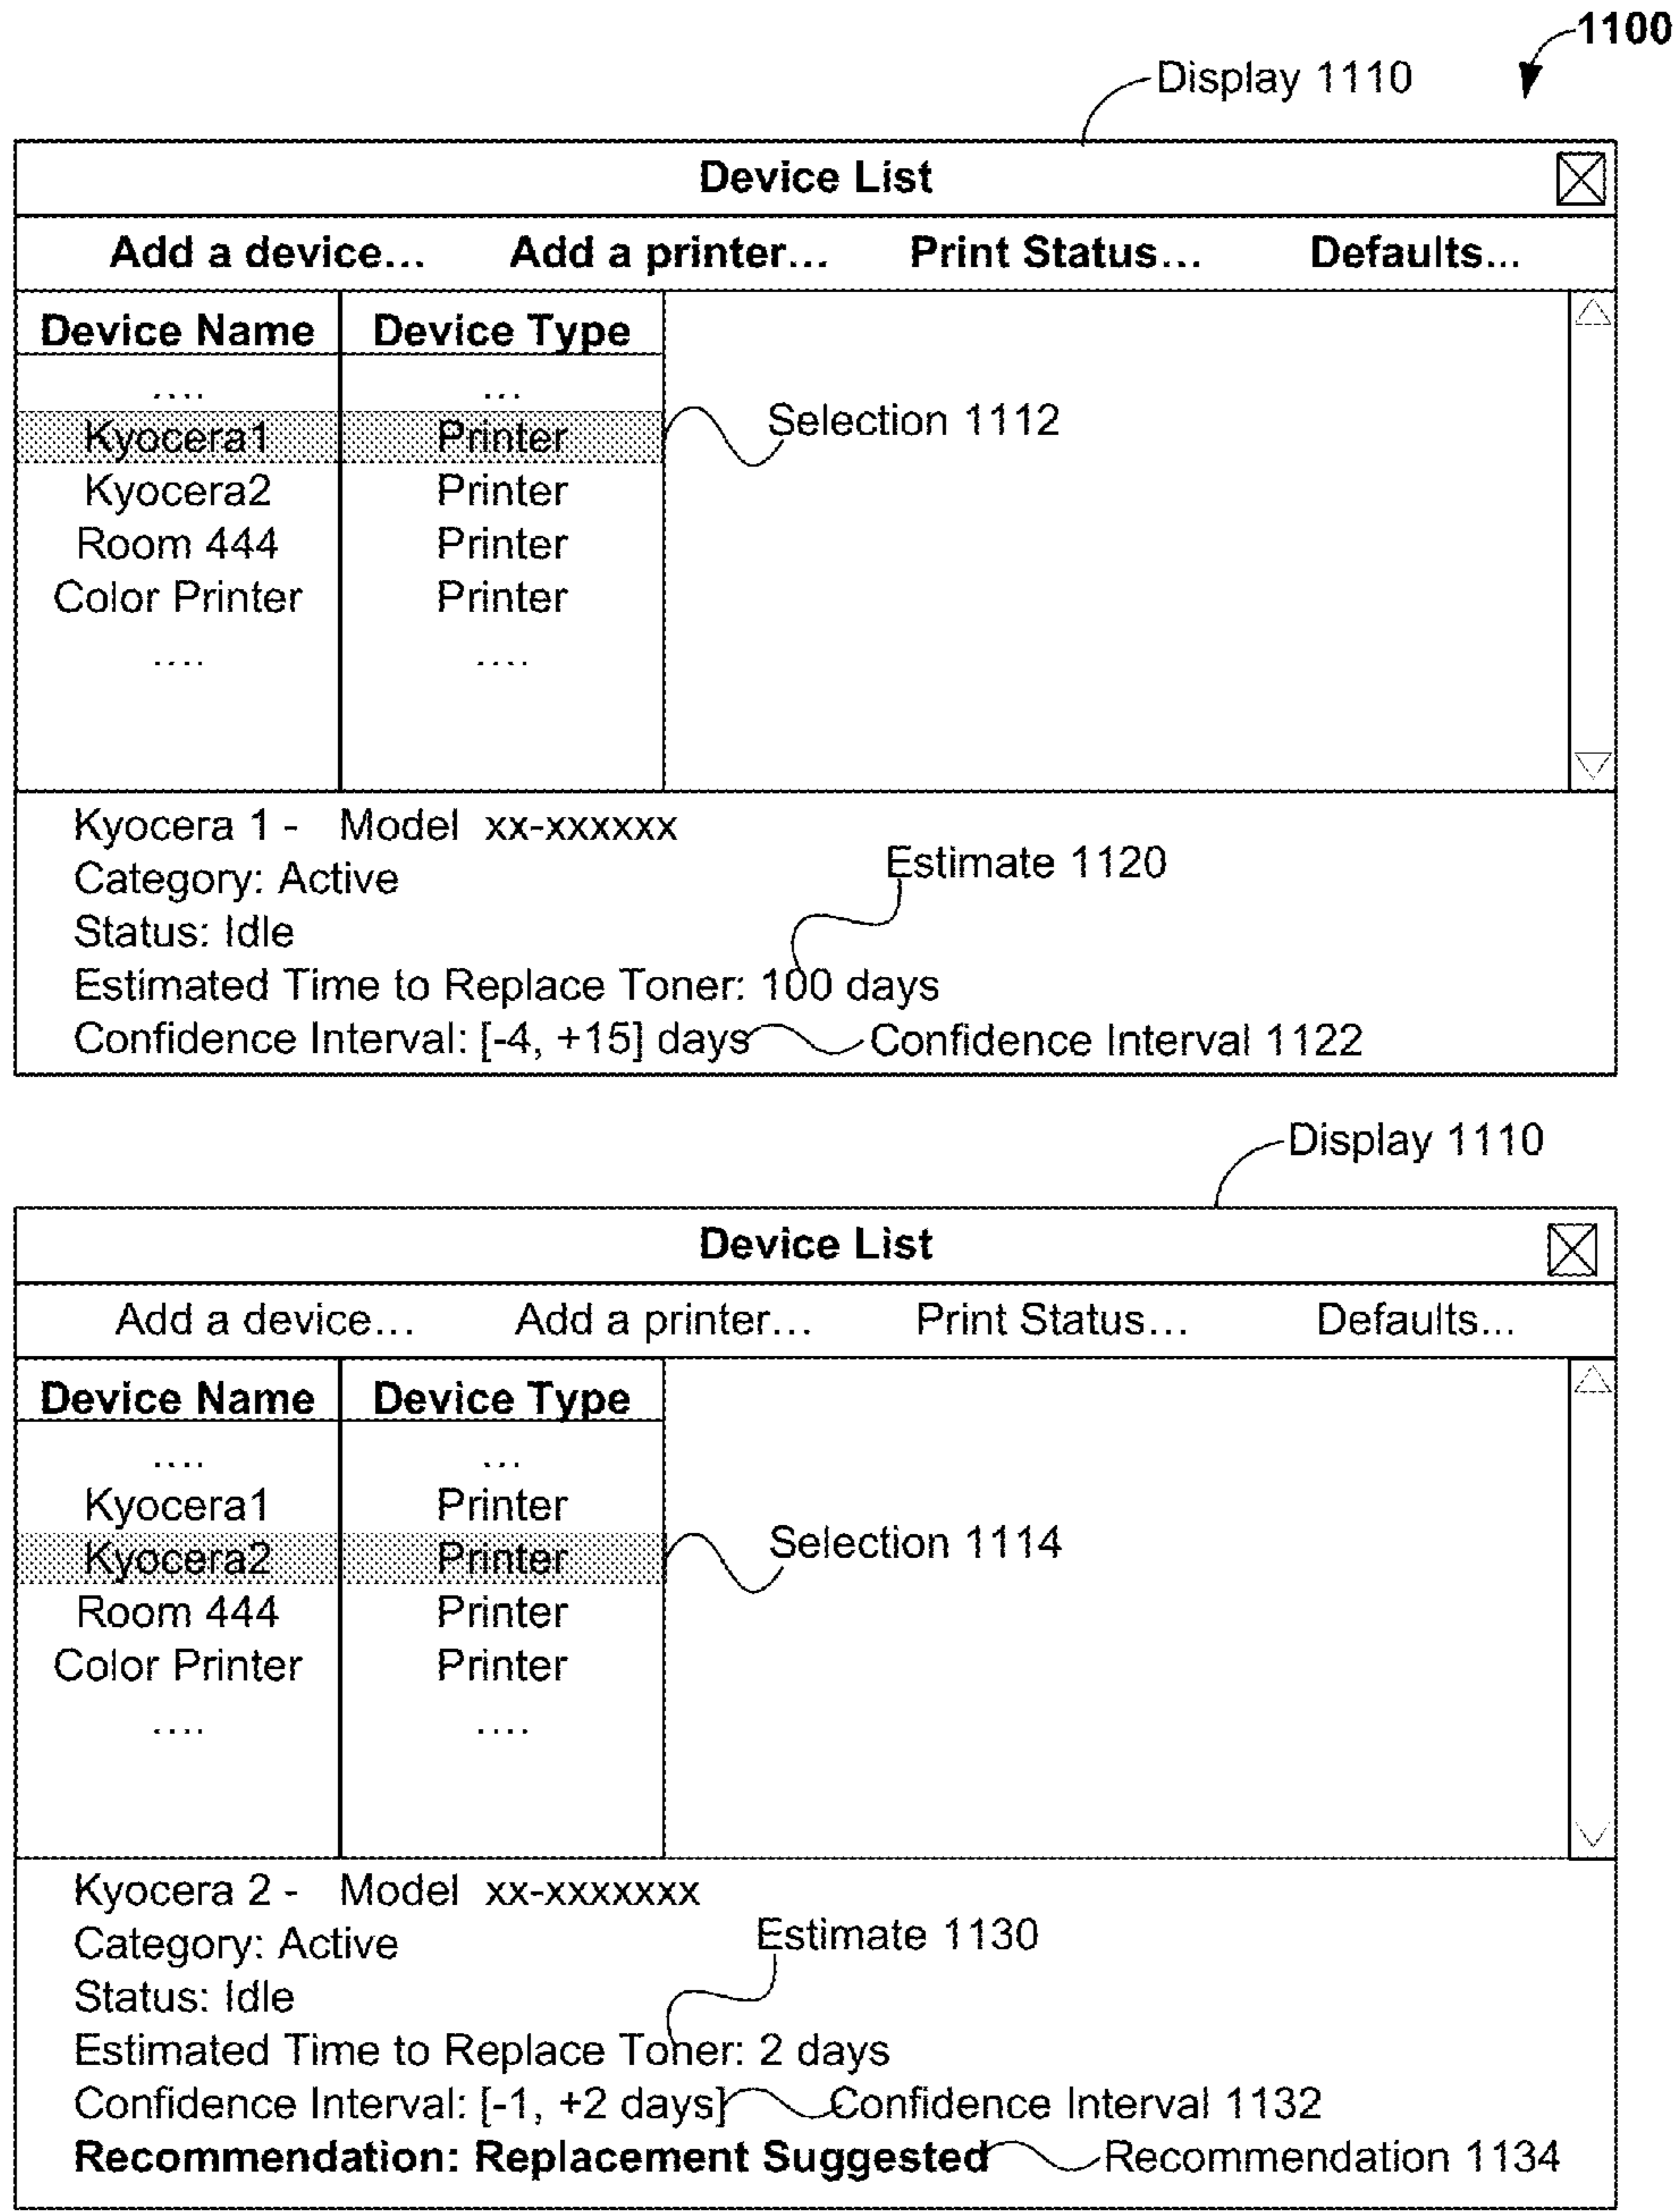 1100
Display 1110
Device List
Add a device... Add a printer... Print Status... Defaults...
Device Name Device Type
.... ...
Kyocera1 Printer Selection 1112
Kyocera2 Printer
Room 444 Printer
Color Printer Printer
.... ....
Kyocera 1 - Model xx-xxxxxx
Estimate 1120
Category: Active
Status: Idle
Estimated Time to Replace Toner: 100 days
Confidence Interval: [-4, +15] days Confidence Interval 1122
Display 1110
Device List
Add a device... Add a printer... Print Status... Defaults...
Device Name Device Type
.... ...
Kyocera1 Printer
Kyocera2 Printer Selection 1114
Room 444 Printer
Color Printer Printer
.... ....
Kyocera 2 - Model xx-xxxxxxx
Category: Active Estimate 1130
Status: Idle
Estimated Time to Replace Toner: 2 days
Confidence Interval: [-1, +2 days] Confidence Interval 1132
Recommendation: Replacement Suggested Recommendation 1134